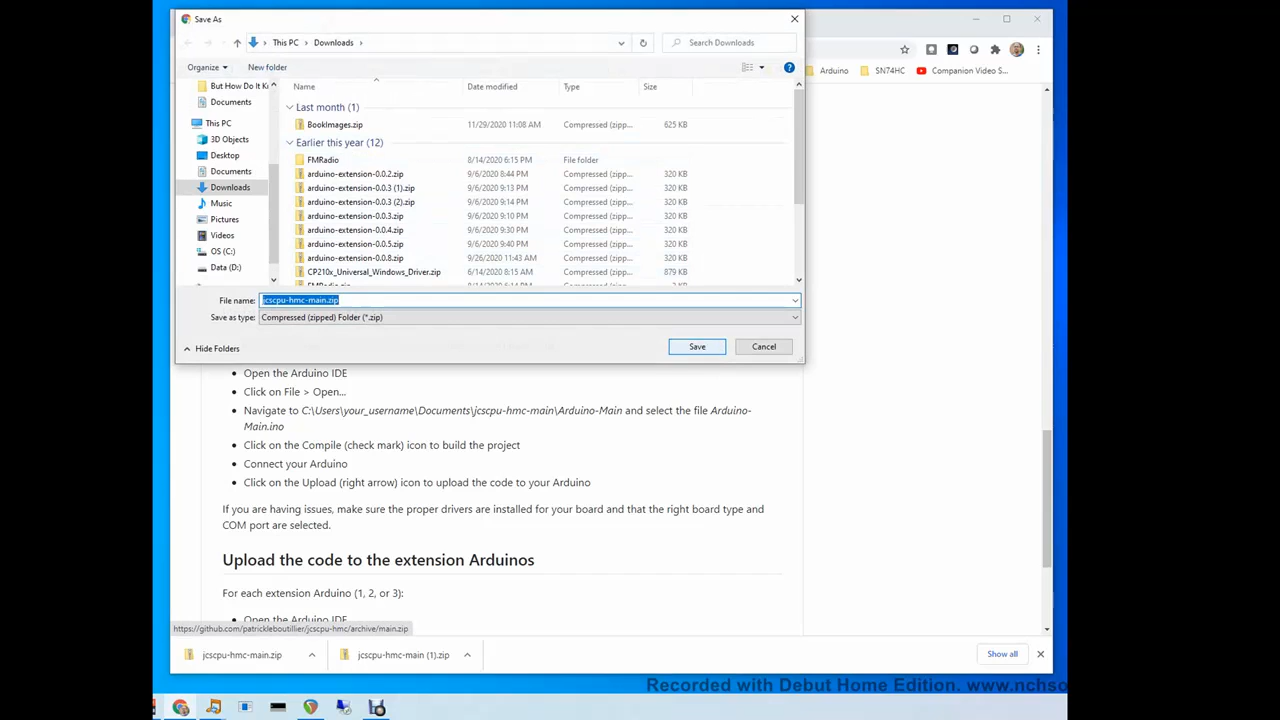 Save As
This PC
Downloads
Search Downloads
Organize
New folder
But How Do It K
Documents
This PC
3D Objects
Desktop
Documents
Downloads
Music
Pictures
Videos
OS (C:)
Data (D:)
Name Date modified Type Size
Last month (1)
BookImages.zip 11/29/2020 11:08 AM Compressed (zipp... 625 KB
Earlier this year (12)
FMRadio 8/14/2020 6:15 PM File folder
arduino-extension-0.0.2.zip 9/6/2020 8:44 PM Compressed (zipp... 320 KB
arduino-extension-0.0.3 (1).zip 9/6/2020 9:13 PM Compressed (zipp... 320 KB
arduino-extension-0.0.3 (2).zip 9/6/2020 9:14 PM Compressed (zipp... 320 KB
arduino-extension-0.0.3.zip 9/6/2020 9:10 PM Compressed (zipp... 320 KB
arduino-extension-0.0.4.zip 9/6/2020 9:30 PM Compressed (zipp... 320 KB
arduino-extension-0.0.5.zip 9/6/2020 9:40 PM Compressed (zipp... 320 KB
arduino-extension-0.0.8.zip 9/26/2020 11:43 AM Compressed (zipp... 320 KB
CP210x_Universal_Windows_Driver.zip 6/14/2020 8:15 AM Compressed (zipp... 879 KB
File name: jcscpu-hmc-main.zip
Save as type: Compressed (zipped) Folder (*.zip)
Hide Folders
Save
Cancel
Arduino
SN74HC
Companion Video S...
• Open the Arduino IDE
• Click on File > Open...
• Navigate to C:\Users\your_username\Documents\jcscpu-hmc-main\Arduino-Main and select the file Arduino-
Main.ino
• Click on the Compile (check mark) icon to build the project
• Connect your Arduino
• Click on the Upload (right arrow) icon to upload the code to your Arduino
If you are having issues, make sure the proper drivers are installed for your board and that the right board type and
COM port are selected.
Upload the code to the extension Arduinos
For each extension Arduino (1, 2, or 3):
• Open the Arduino IDE
https://github.com/patrickleboutillier/jcscpu-hmc/archive/main.zip
jcscpu-hmc-main.zip
jcscpu-hmc-main (1).zip
Show all
Recorded with Debut Home Edition. www.nchso